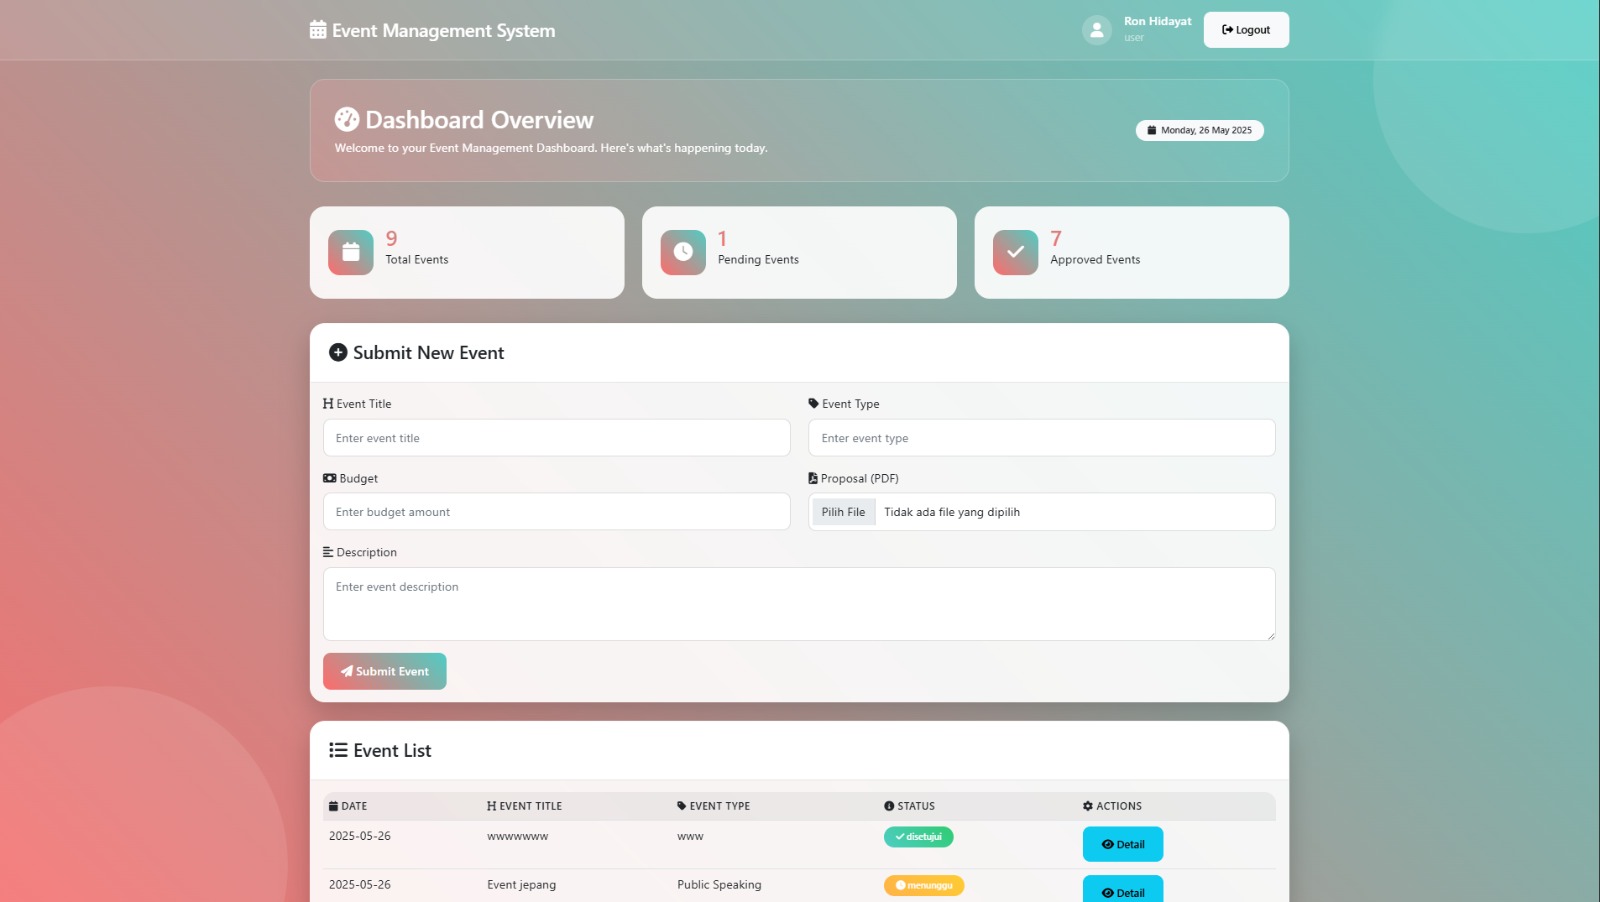 Event Management System
Ron Hidayat
user
Logout
Dashboard Overview
Welcome to your Event Management Dashboard. Here's what's happening today.
Monday, 26 May 2025
9
Total Events
1
Pending Events
7
Approved Events
Submit New Event
Event Title
Event Type
Enter event title
Enter event type
Budget
Proposal (PDF)
Enter budget amount
Pilih File Tidak ada file yang dipilih
Description
Enter event description
Submit Event
Event List
DATE EVENT TITLE EVENT TYPE STATUS ACTIONS
2025-05-26 wwwwwww www disetujui Detail
2025-05-26 Event jepang Public Speaking menunggu Detail